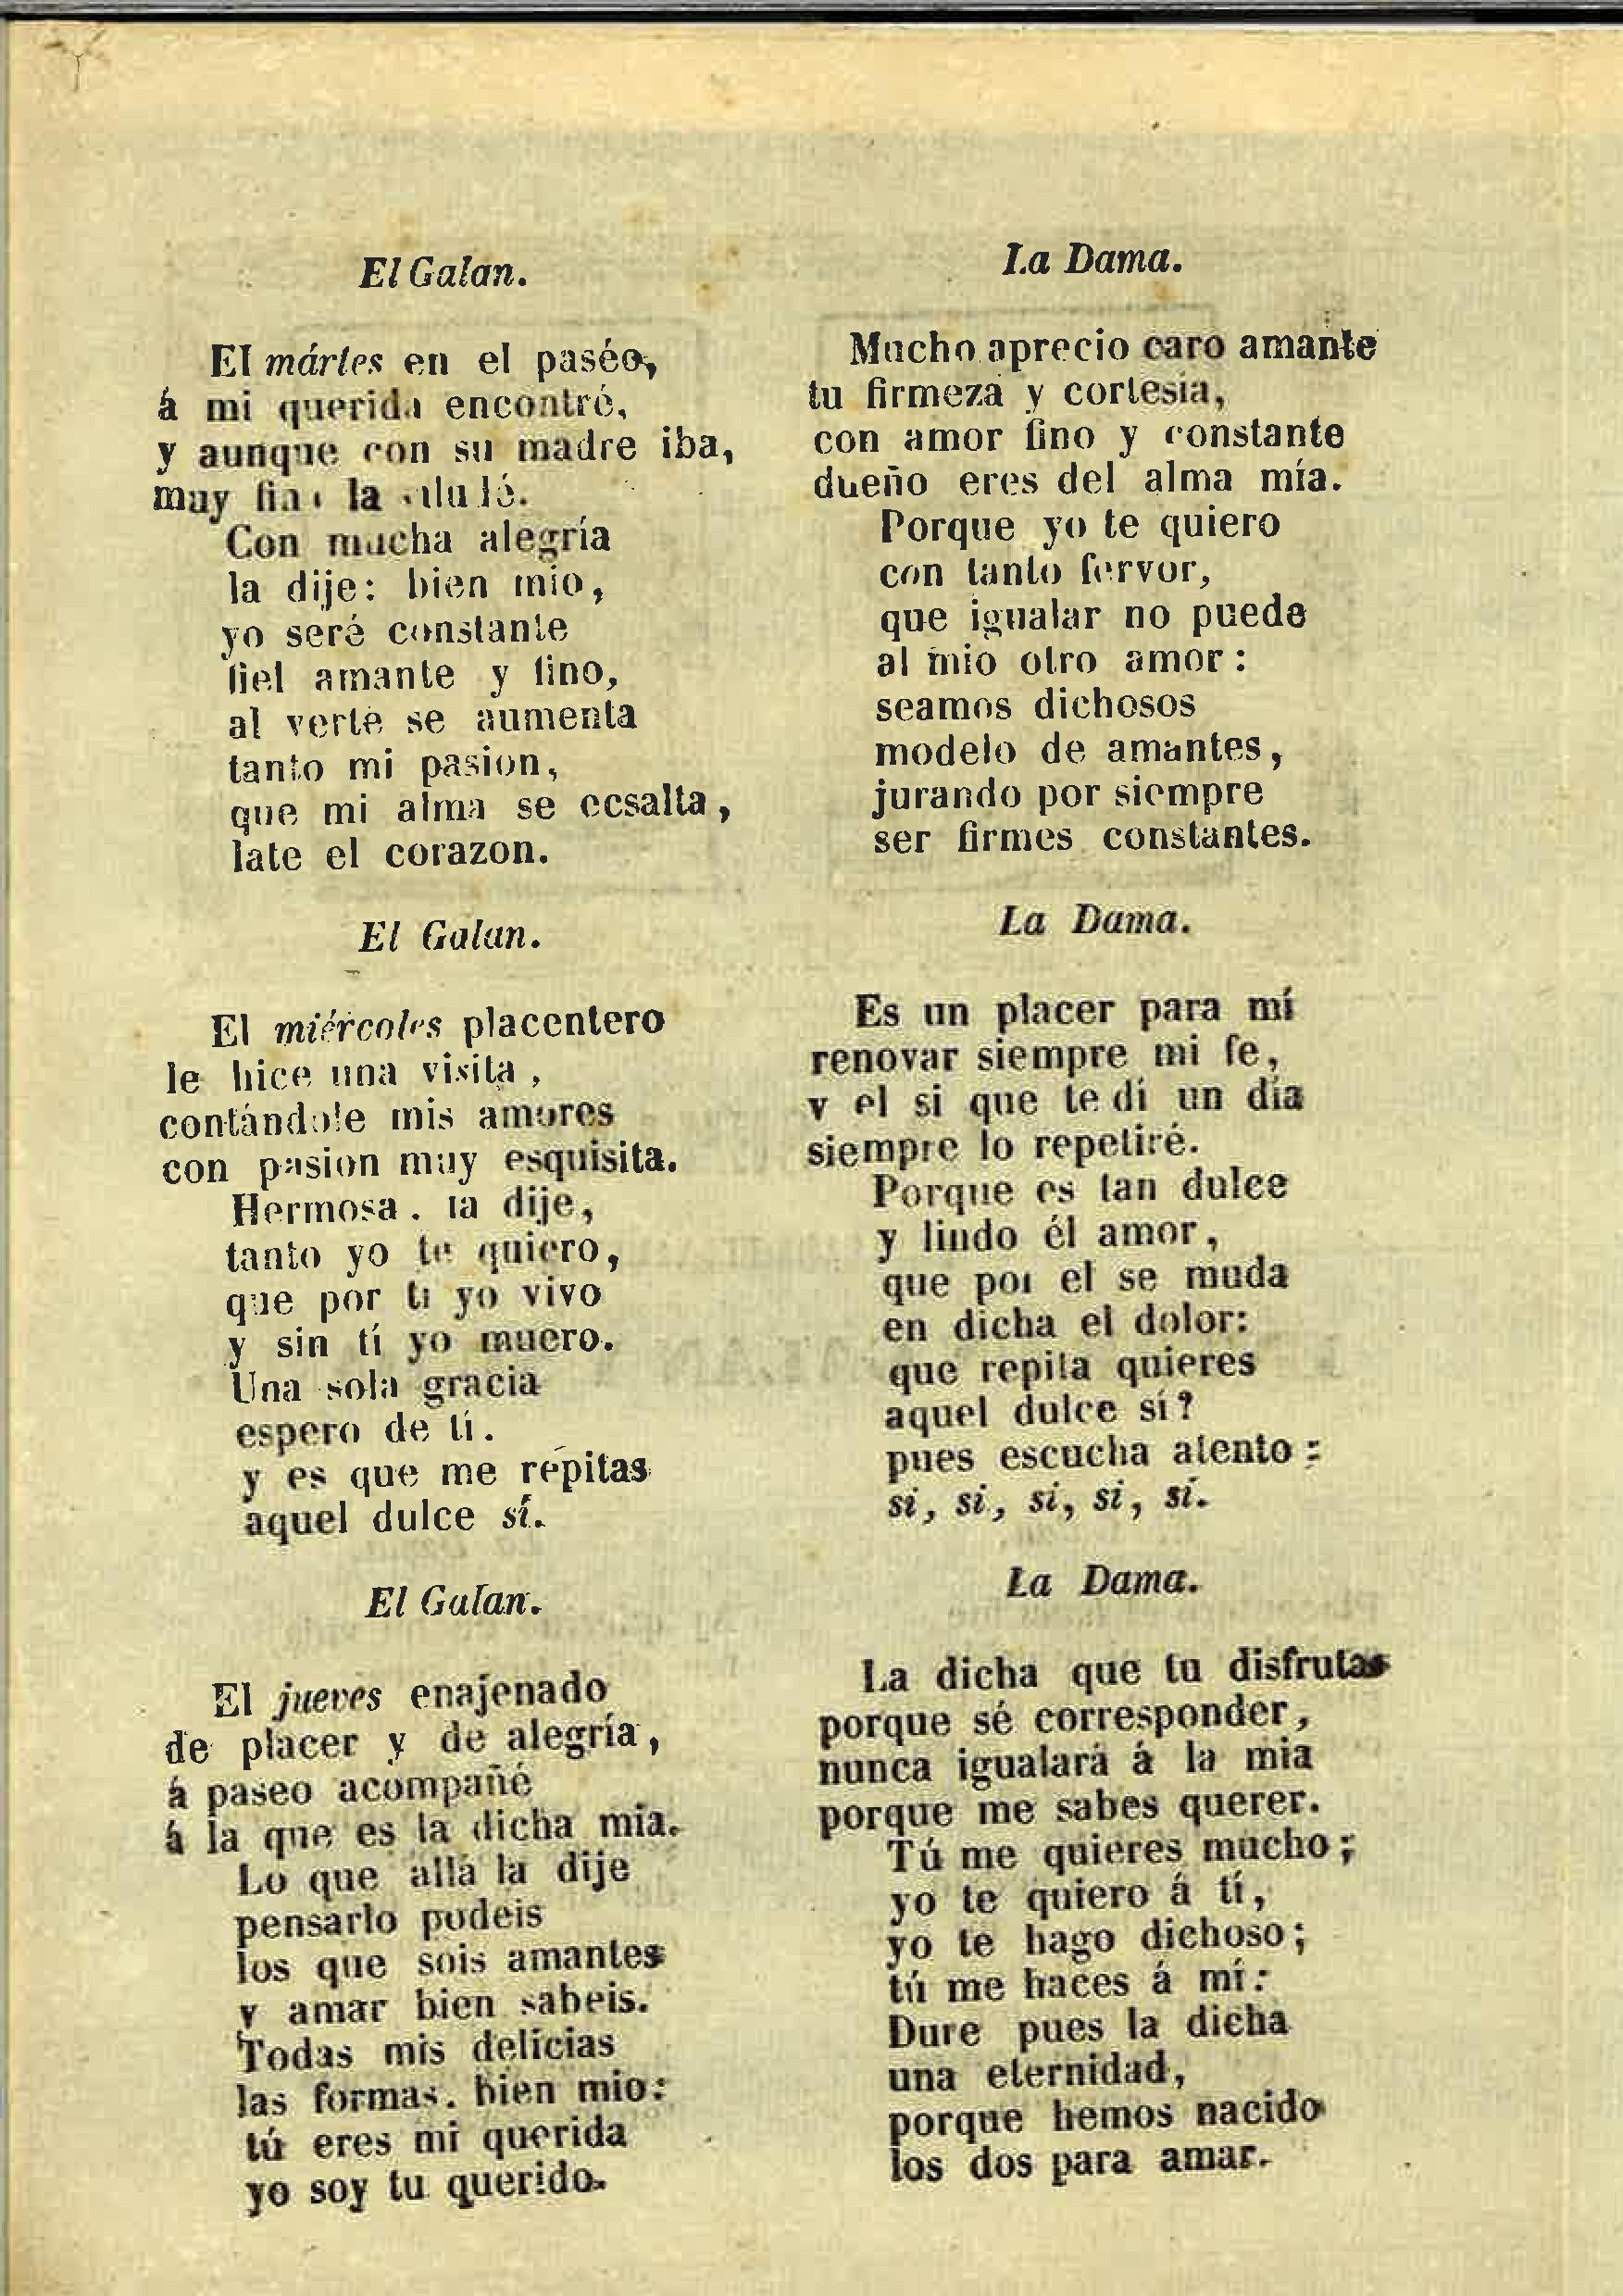 El Galan.
El mártes en el paséo,
á mi querida encontré,
y aunque con su madre iba,
muy la
Con mucha alegría
la dije: bien mio,
yo seré constante
fiel amante y fino,
al verte se aumenta
tanto mi pasion,
que mi alma se ecsalta,
late el corazon.
El Galan.
El miércoles placentero
le hice una visita,
contándole mis amores
con pasion muy esquisita.
Hermosa. la dije,
tanto yo te quiero,
que por ti yo vivo
y sin tí yo muero.
Una sola gracia
espero de tí.
y es que me repitas
aquel dulce sí.
El Galan.
El jueves enajenado
de placer y de alegría,
á paseo acompañé
á la que es la dicha mia.
Lo que allá la dije
pensarlo podeis
los que sois amantes
y amar bien sabeis.
Todas mis delicias
las formas. bien mio:
tú eres mi querida
yo soy tu querido.
La Dama.
Mucho aprecio caro amante
tu firmeza y cortesía,
con amor fino y constante
dueño eres del alma mía.
Porque yo te quiero
con tanto fervor,
que igualar no puede
al mio otro amor:
seamos dichosos
modelo de amantes,
jurando por siempre
ser firmes constantes.
La Dama.
Es un placer para mí
renovar siempre mi fe,
y el si que te dí un día
siempre lo repetiré.
Porque es tan dulce
y lindo él amor,
que por el se muda
en dicha el dolor:
que repita quieres
aquel dulce sí?
pues escucha atento:
si, si, si, si, sí.
La Dama.
La dicha que tu disfrutas
porque sé corresponder,
nunca igualará á la mia
porque me sabes querer.
Tú me quieres mucho;
yo te quiero á tí,
yo te hago dichoso;
tú me haces á mí:
Dure pues la dicha
una eternidad,
porque hemos nacido
los dos para amar.